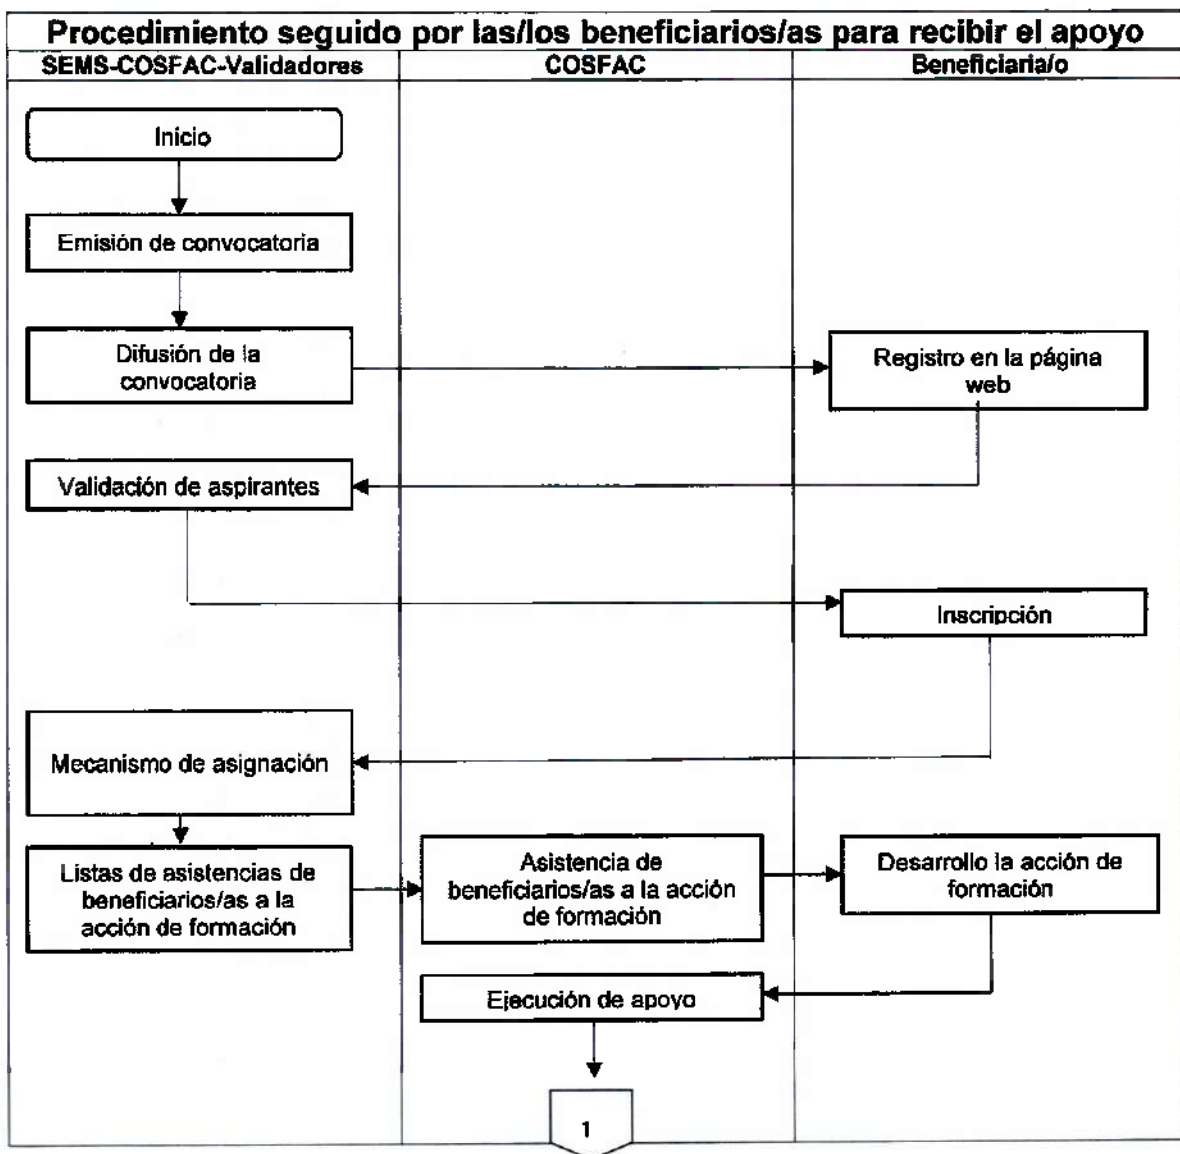 Procedimiento seguido por las/los beneficiarios/as para recibir el apoyo
SEMS-COSFAC-Validadores
COSFAC
Beneficiaria/o
Inicio
Emisión de convocatoria
Difusión de la
convocatoria
Registro en la página
web
Validación de aspirantes
Inscripción
Mecanismo de asignación
Listas de asistencias de
beneficiarios/as a la
acción de formación
Asistencia de
beneficiarios/as a la acción
de formación
Desarrollo la acción de
formación
Ejecución de apoyo
1